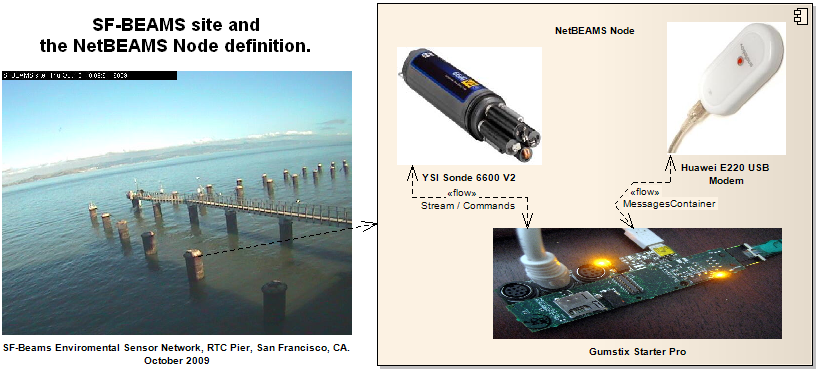 SF-BEAMS site and
the NetBEAMS Node definition.
NetBEAMS Node
YSI Sonde 6600 V2
Huawei E220 USB
Modem
«flow»
Stream / Commands
«flow»
MessagesContainer
Gumstix Starter Pro
SF-Beams Enviromental Sensor Network, RTC Pier, San Francisco, CA.
October 2009